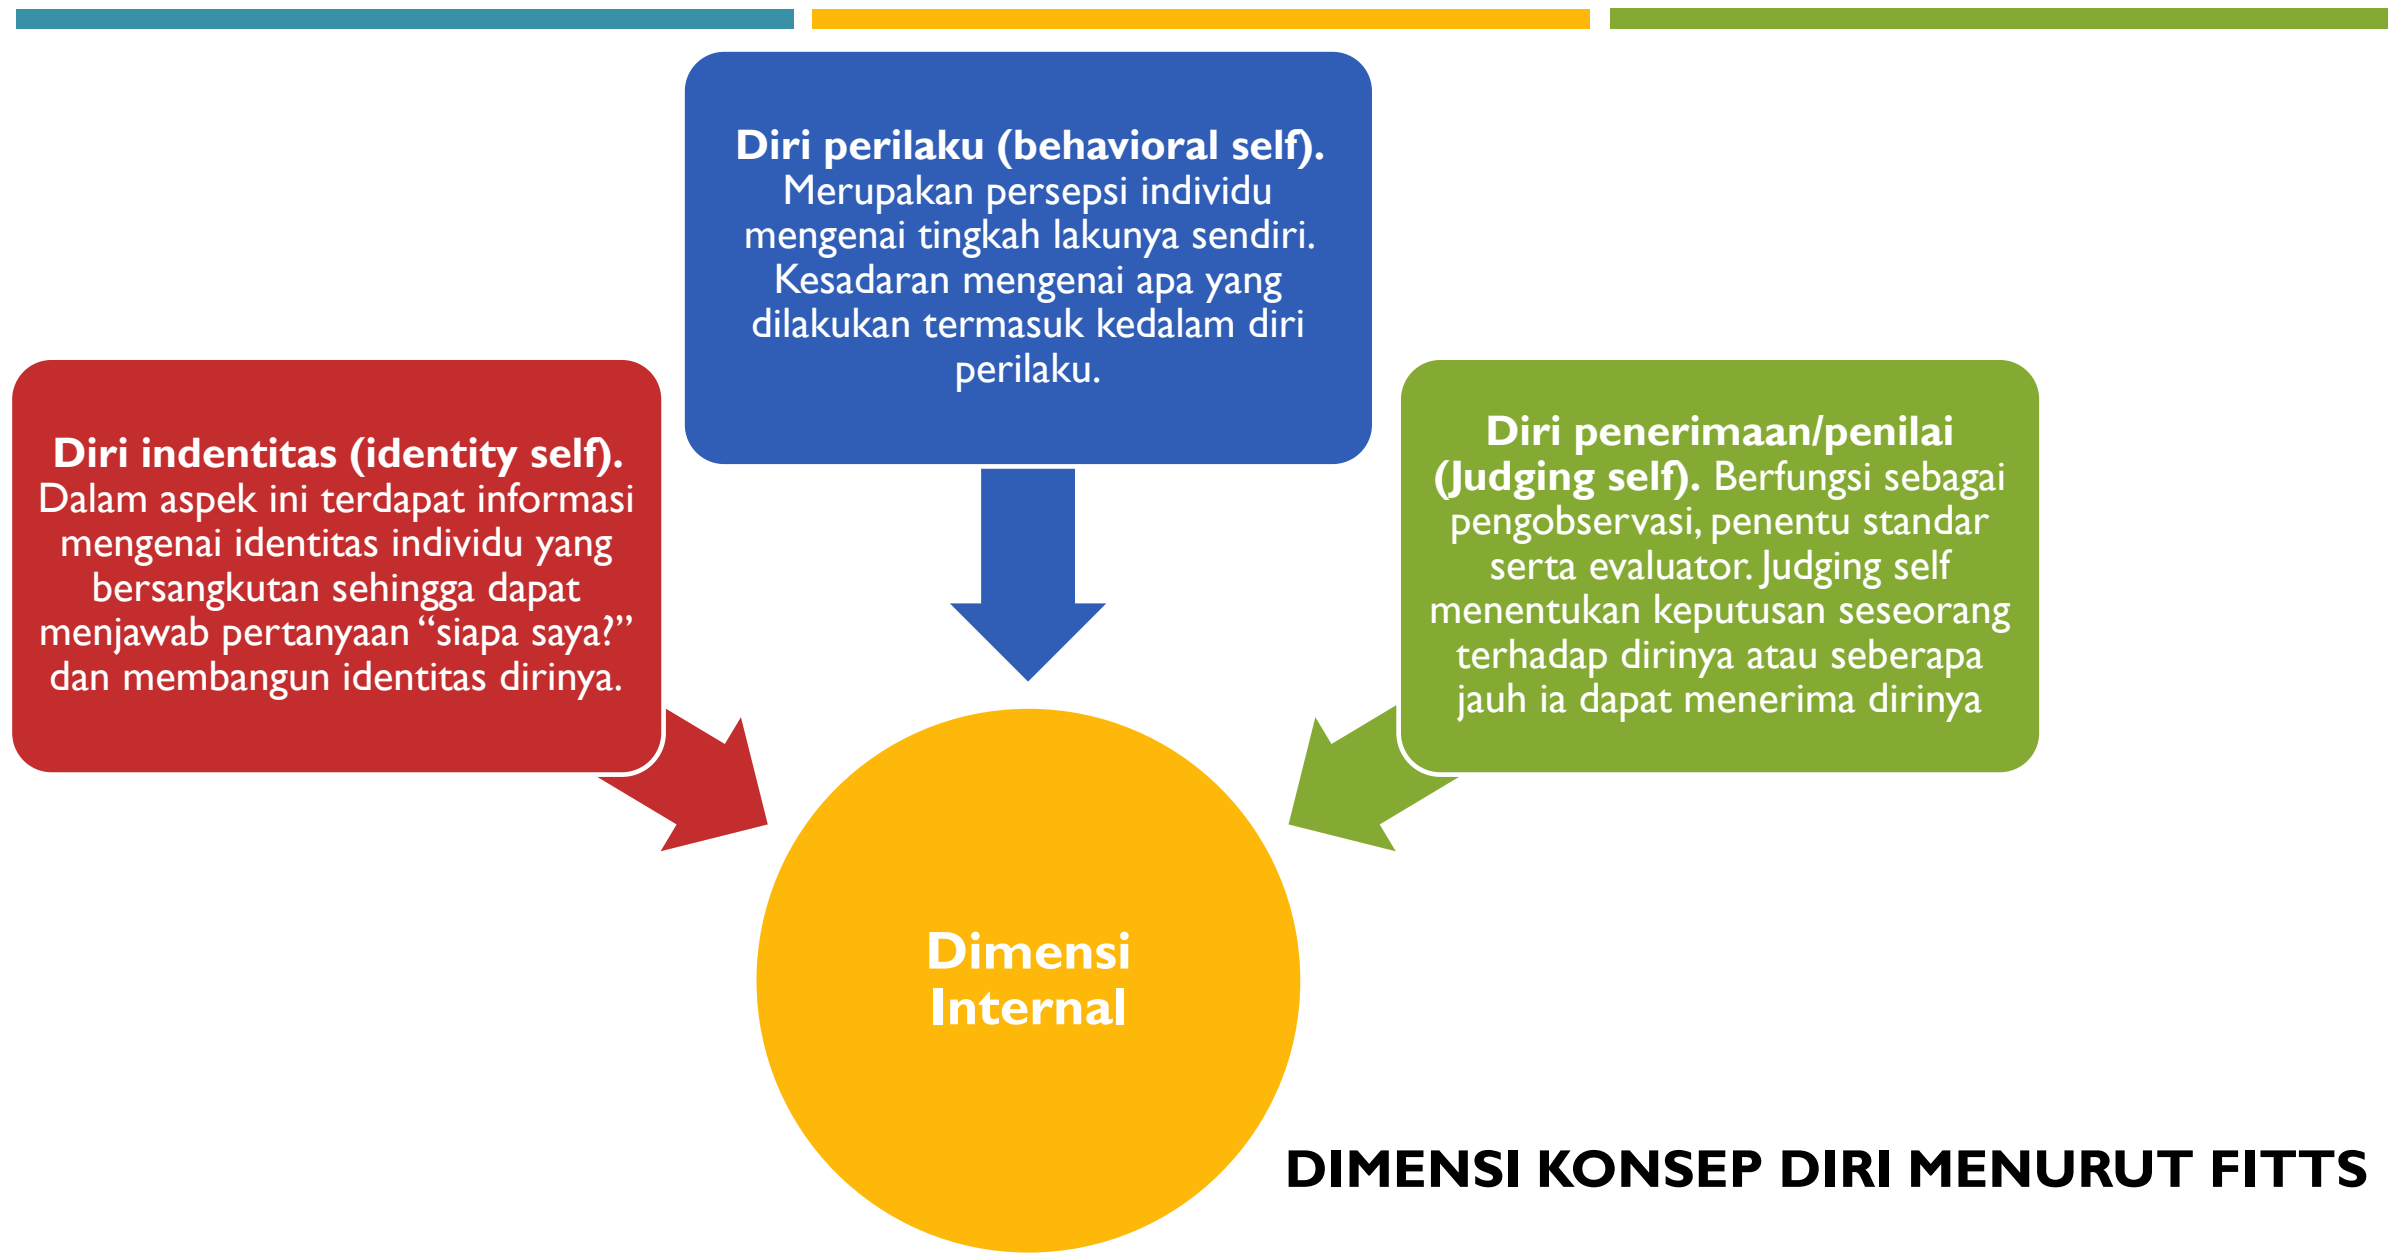 Diri perilaku (behavioral self).
Merupakan persepsi individu
mengenai tingkah lakunya sendiri.
Kesadaran mengenai apa yang
dilakukan termasuk kedalam diri
perilaku.
Diri indentitas (identity self).
Dalam aspek ini terdapat informasi
mengenai identitas individu yang
bersangkutan sehingga dapat
menjawab pertanyaan “siapa saya?”
dan membangun identitas dirinya.
Diri penerimaan/penilai
(Judging self). Berfungsi sebagai
pengobservasi, penentu standar
serta evaluator. Judging self
menentukan keputusan seseorang
terhadap dirinya atau seberapa
jauh ia dapat menerima dirinya
Dimensi
Internal
DIMENSI KONSEP DIRI MENURUT FITTS